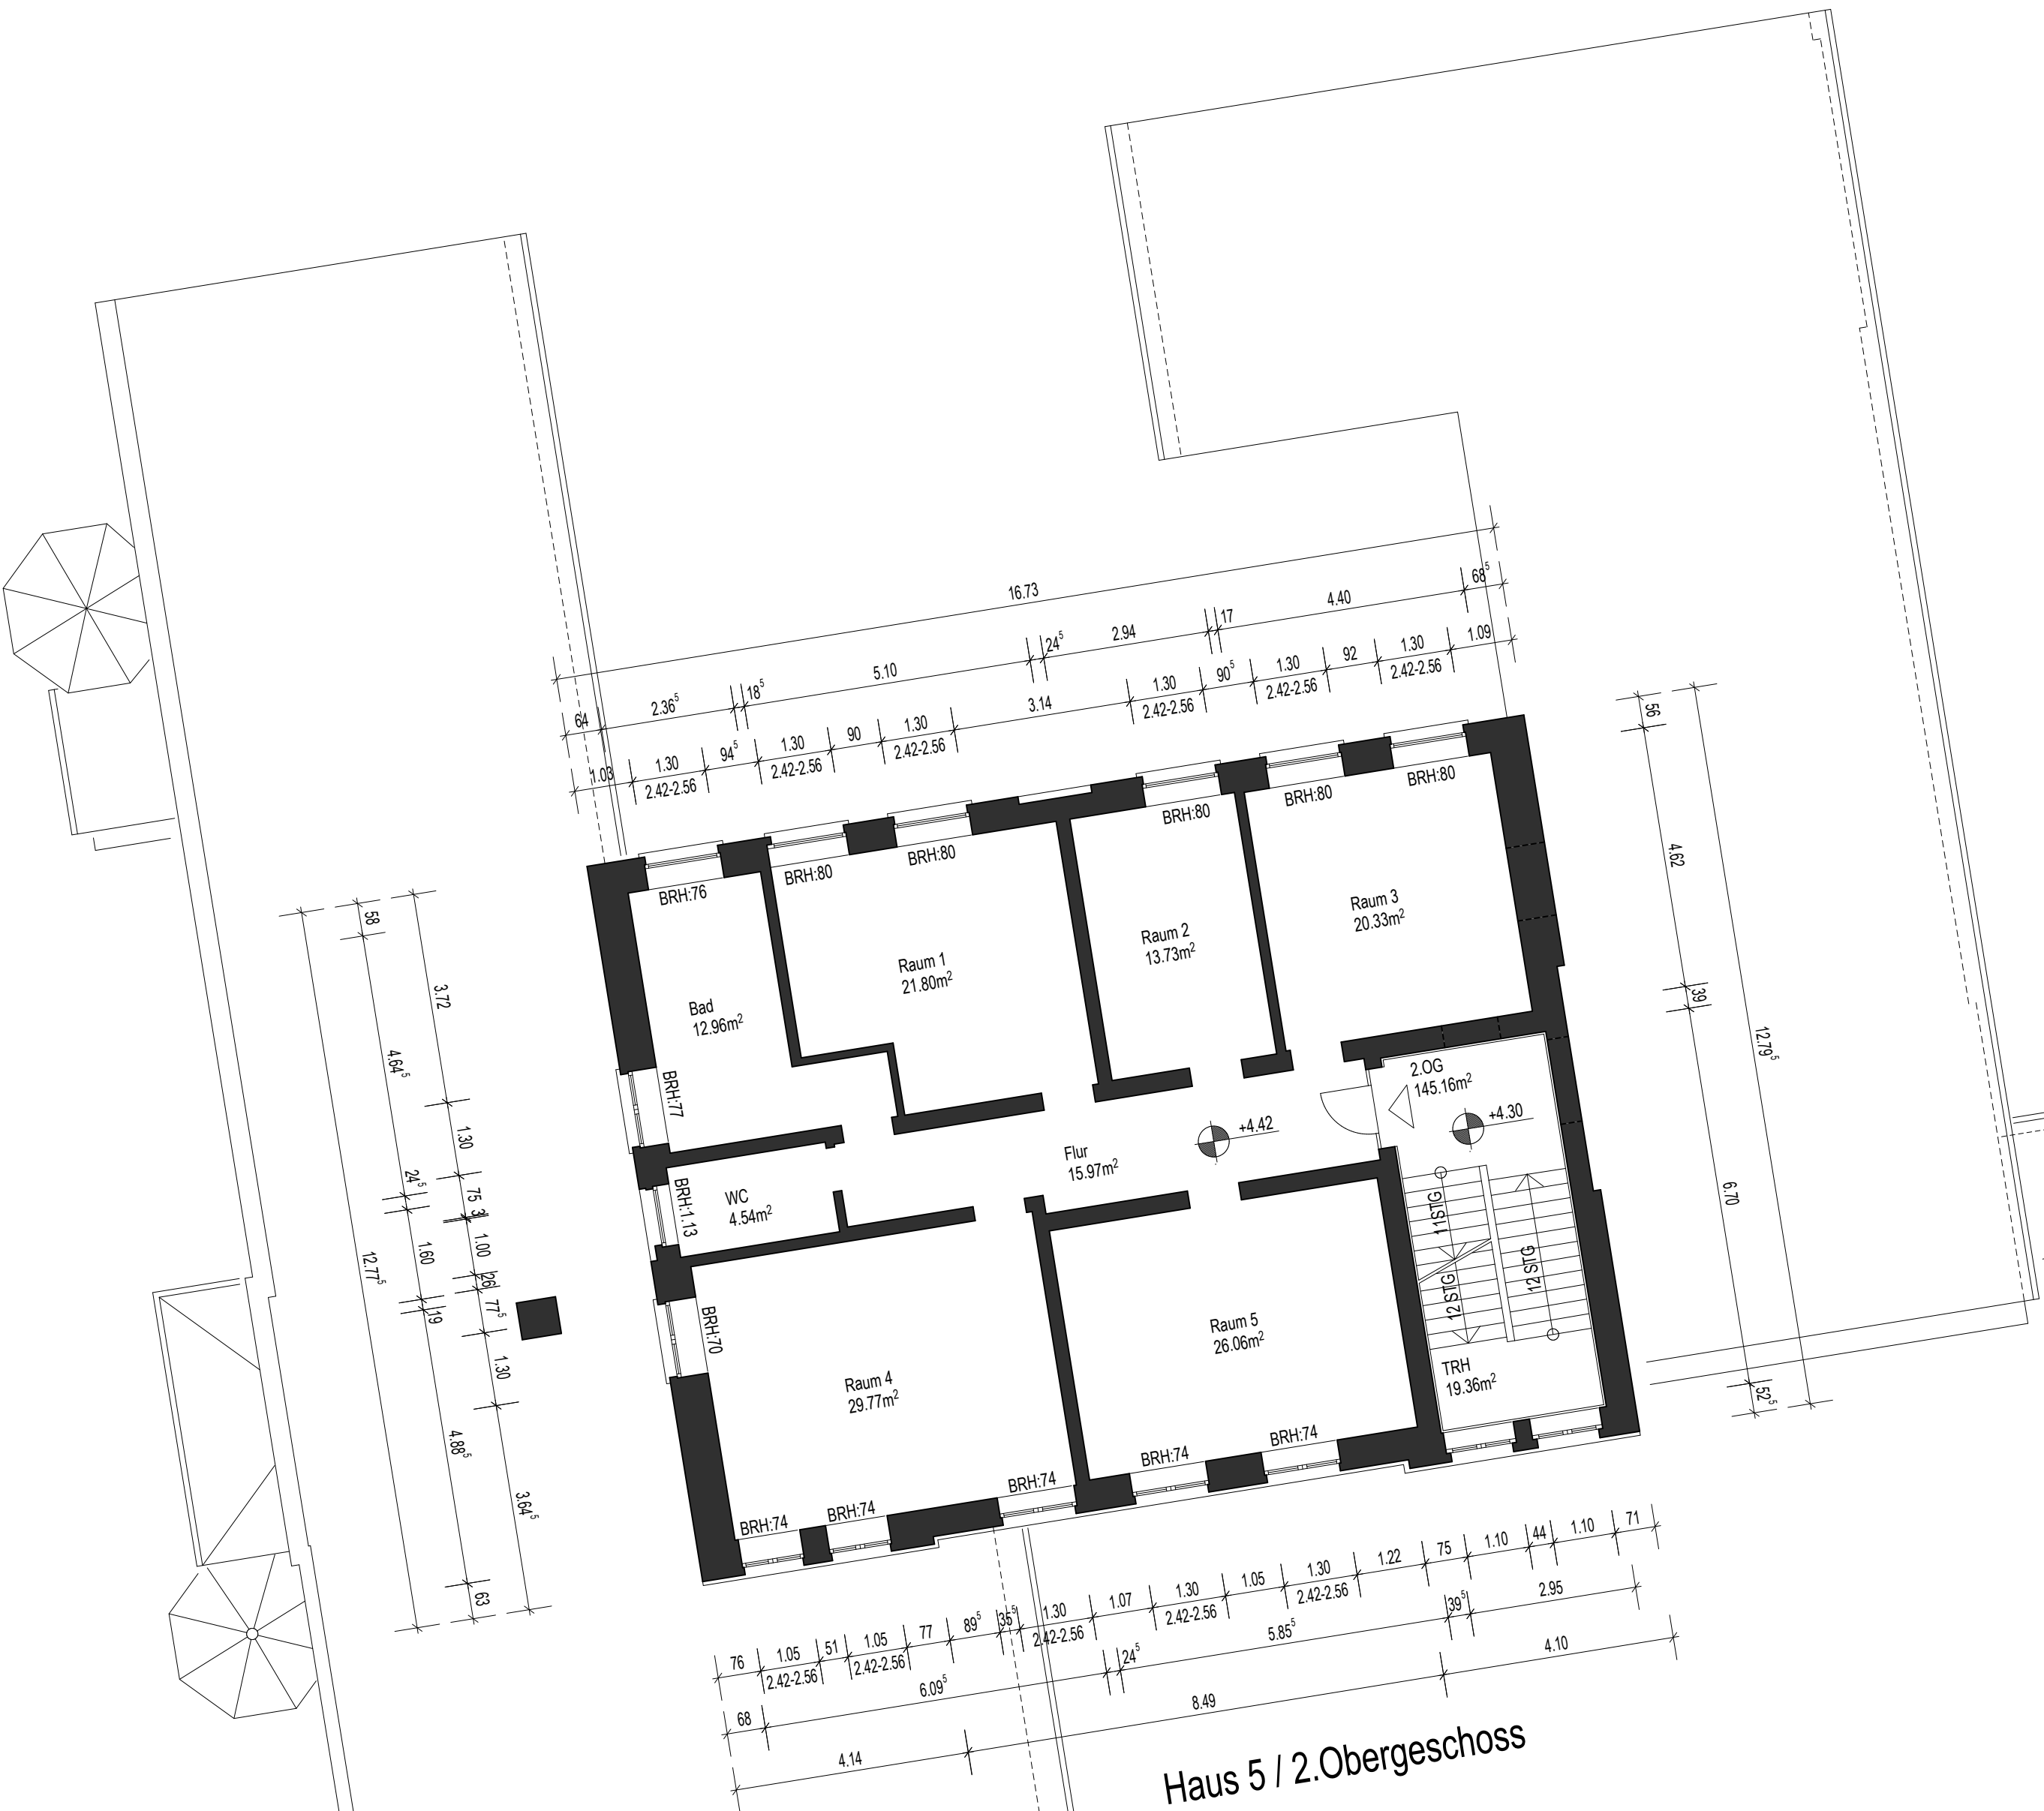 16.73
64
2.36⁵
18⁵
5.10
24⁵
2.94
17
4.40
68⁵
1.03
1.30
2.42-2.56
94⁵
1.30
2.42-2.56
90
1.30
2.42-2.56
3.14
1.30
2.42-2.56
90⁵
1.30
2.42-2.56
92
1.30
2.42-2.56
1.09
BRH:76
BRH:80
BRH:80
BRH:80
BRH:80
BRH:80
Bad
12.96m²
Raum 1
21.80m²
Raum 2
13.73m²
Raum 3
20.33m²
BRH:77
BRH:1.13
BRH:70
WC
4.54m²
Flur
15.97m²
+4.42
2.OG
145.16m²
+4.30
11STG
12 STG
12 STG
TRH
19.36m²
Raum 4
29.77m²
Raum 5
26.06m²
BRH:74
BRH:74
BRH:74
BRH:74
BRH:74
12.77⁵
58
4.64⁵
24⁵
1.60
19
4.88⁵
63
3.72
1.30
75
3
1.00
26
77⁵
1.30
3.64⁵
56
4.62
39
6.70
52⁵
12.79⁵
76
1.05
2.42-2.56
51
1.05
2.42-2.56
77
89⁵
35⁵
1.30
2.42-2.56
1.07
1.30
2.42-2.56
1.05
1.30
2.42-2.56
1.22
75
1.10
44
1.10
71
68
6.09⁵
24⁵
5.85⁵
39⁵
2.95
4.14
8.49
4.10
Haus 5 / 2.Obergeschoss